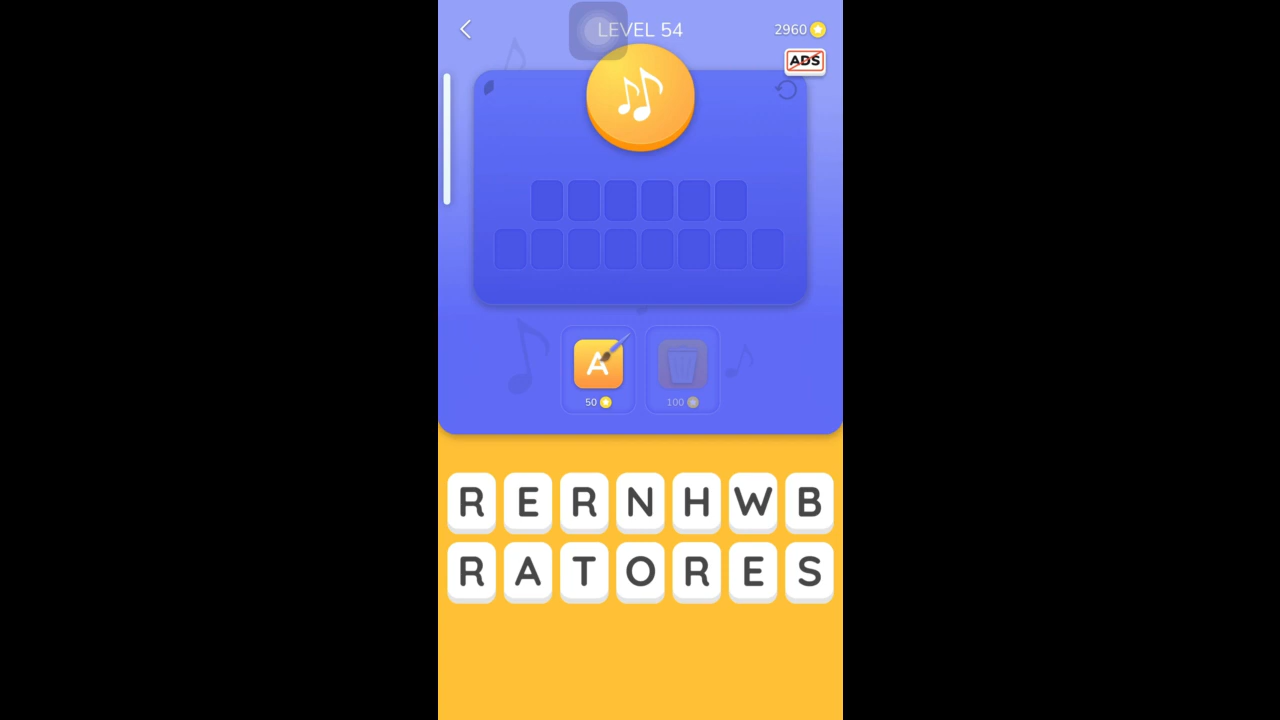 LEVEL 54
2960
ADS
A
50
100
R E R N H W B
R A T O R E S